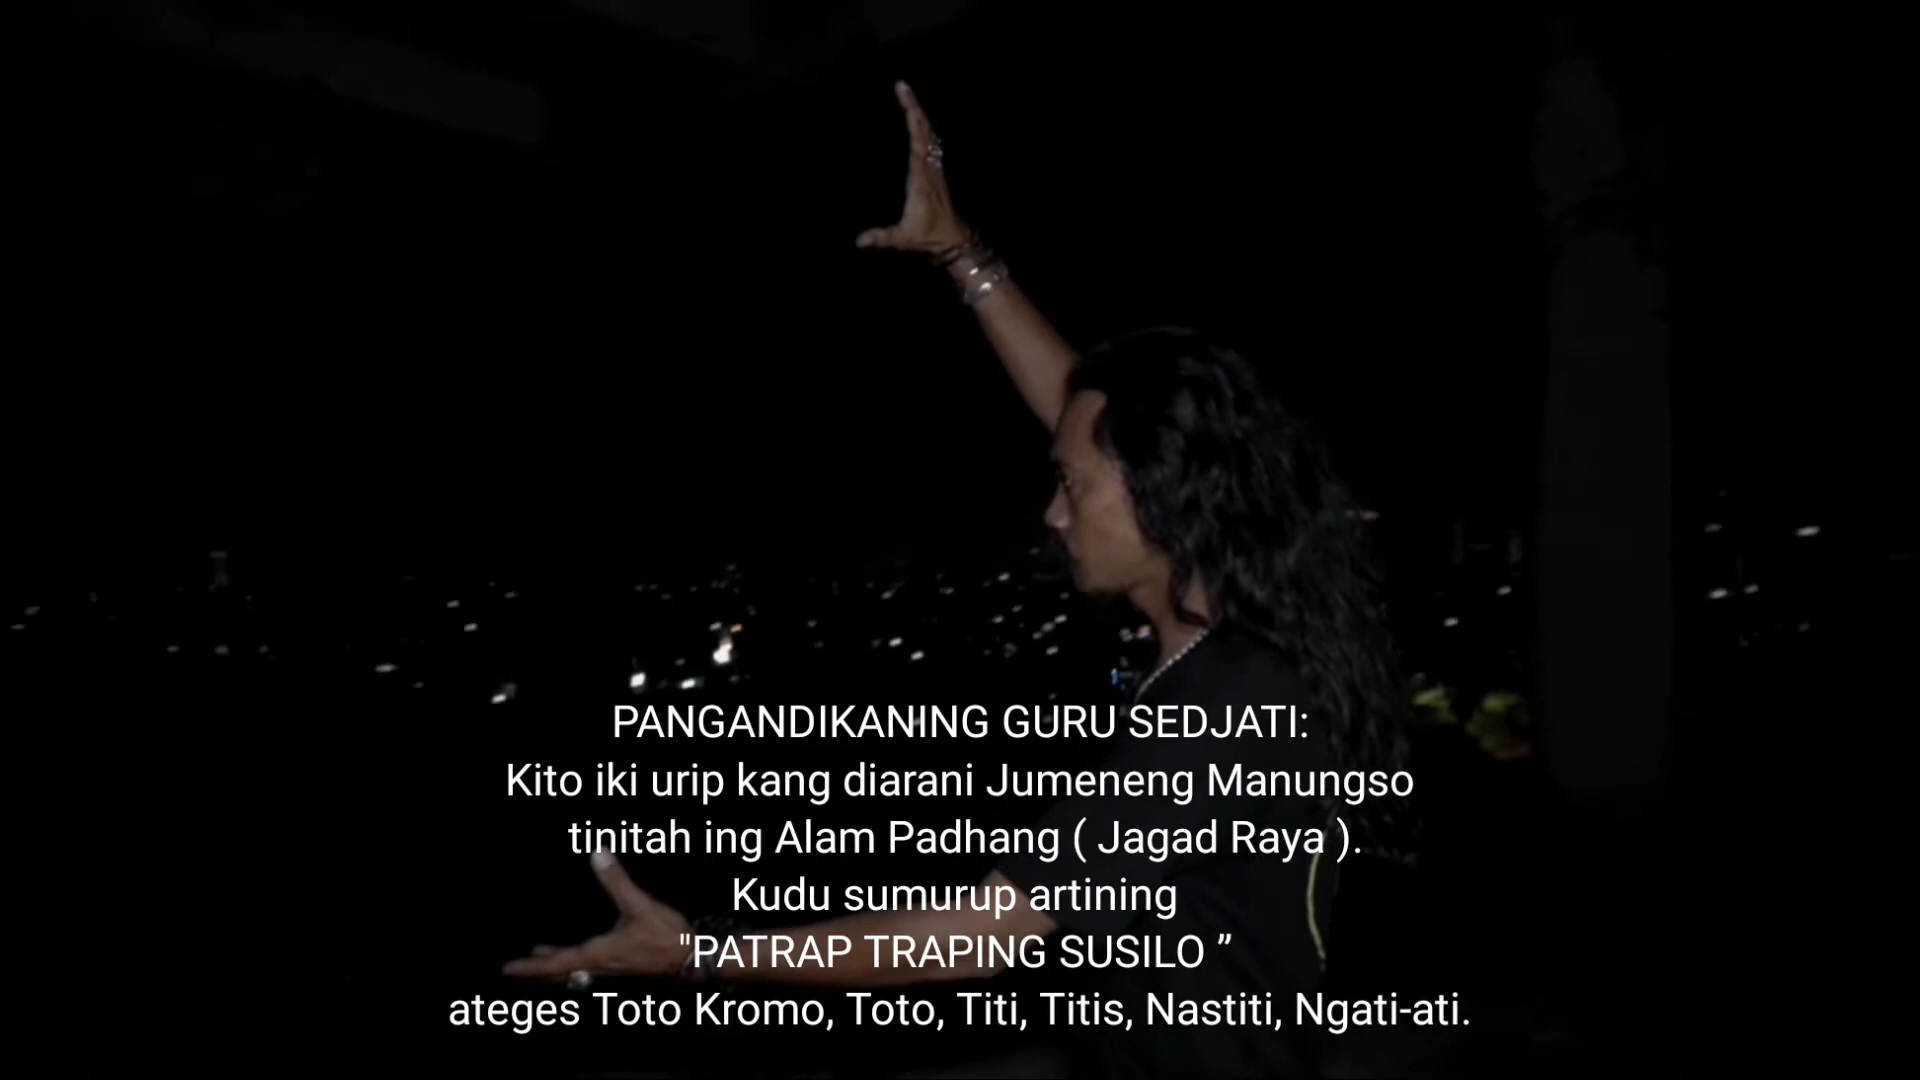 PANGANDIKANING GURU SEDJATI:
Kito iki urip kang diarani Jumeneng Manungso
tinitah ing Alam Padhang ( Jagad Raya ).
Kudu sumurup artining
"PATRAP TRAPING SUSILO ”
ateges Toto Kromo, Toto, Titi, Titis, Nastiti, Ngati-ati.